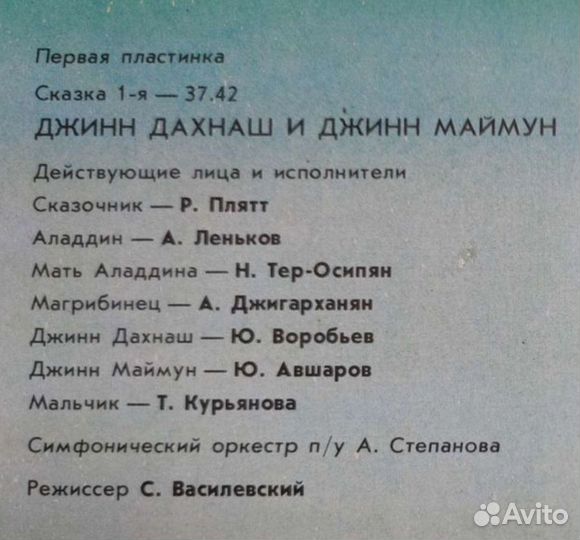 Первая пластинка
Сказка 1-я — 37.42
ДЖИНН ДАХНАШ И ДЖИНН МАЙМУН
Действующие лица и исполнители
Сказочник — Р. Плятт
Аладдин — А. Леньков
Мать Аладдина — Н. Тер-Осипян
Магрибинец — А. Джигарханян
Джинн Дахнаш — Ю. Воробьев
Джинн Маймун — Ю. Авшаров
Мальчик — Т. Курьянова
Симфонический оркестр п/у А. Степанова
Режиссер С. Василевский
Avito